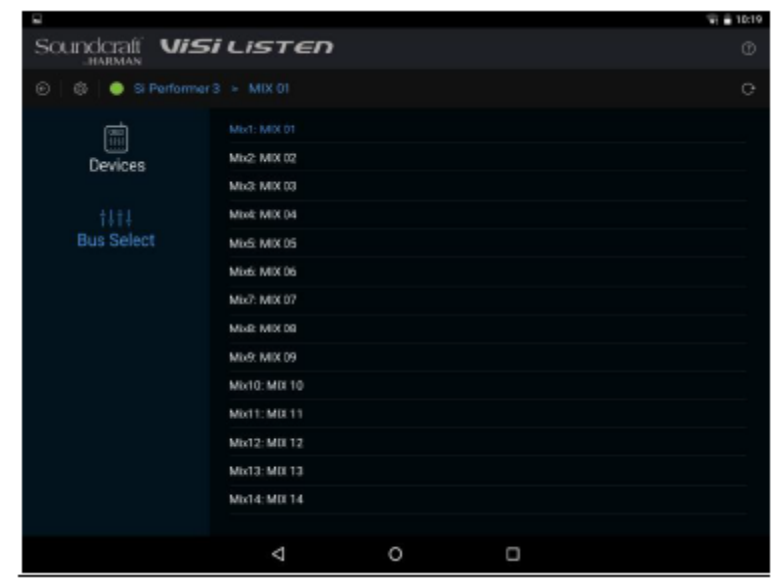 10:19
Soundcraft ViSi LiSTEN
by HARMAN
Si Performer 3 > MIX 01
Devices
Bus Select
Mix1: MIX 01
Mix2: MIX 02
Mix3: MIX 03
Mix4: MIX 04
Mix5: MIX 05
Mix6: MIX 06
Mix7: MIX 07
Mix8: MIX 08
Mix9: MIX 09
Mix10: MIX 10
Mix11: MIX 11
Mix12: MIX 12
Mix13: MIX 13
Mix14: MIX 14